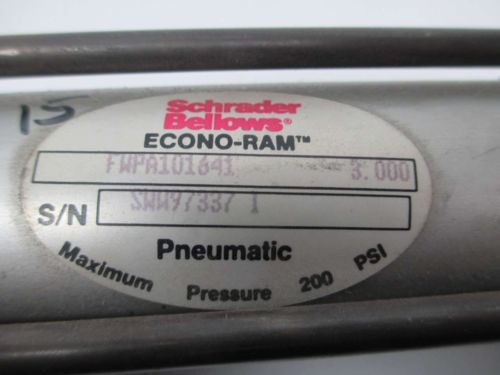 15
Schrader
Bellows®
ECONO-RAM™
FWPA101641 3.000
S/N SWW97337 1
Pneumatic
Maximum Pressure 200 PSI